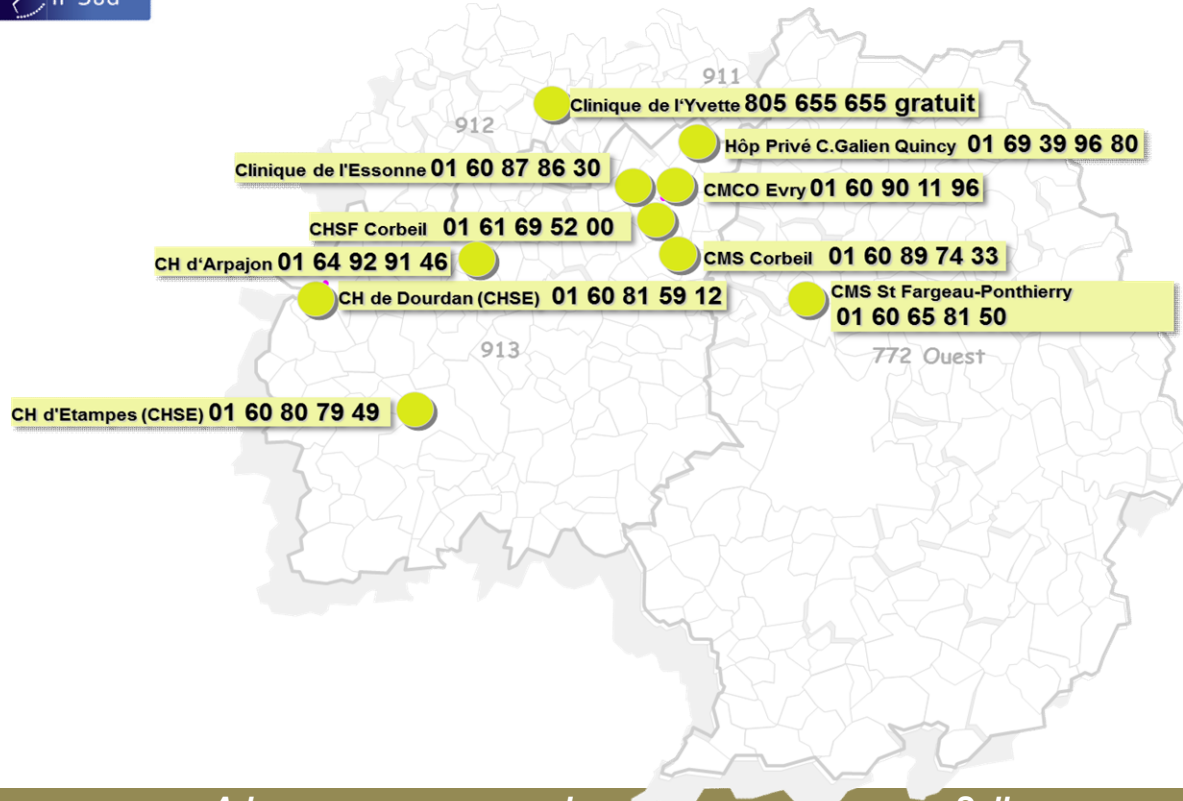 911
Clinique de l'Yvette 805 655 655 gratuit
912
Hôp Privé C.Galien Quincy 01 69 39 96 80
Clinique de l'Essonne 01 60 87 86 30
CMCO Evry 01 60 90 11 96
CHSF Corbeil 01 61 69 52 00
CH d'Arpajon 01 64 92 91 46
CMS Corbeil 01 60 89 74 33
CH de Dourdan (CHSE) 01 60 81 59 12
CMS St Fargeau-Ponthierry
01 60 65 81 50
913
772 Ouest
CH d'Etampes (CHSE) 01 60 80 79 49